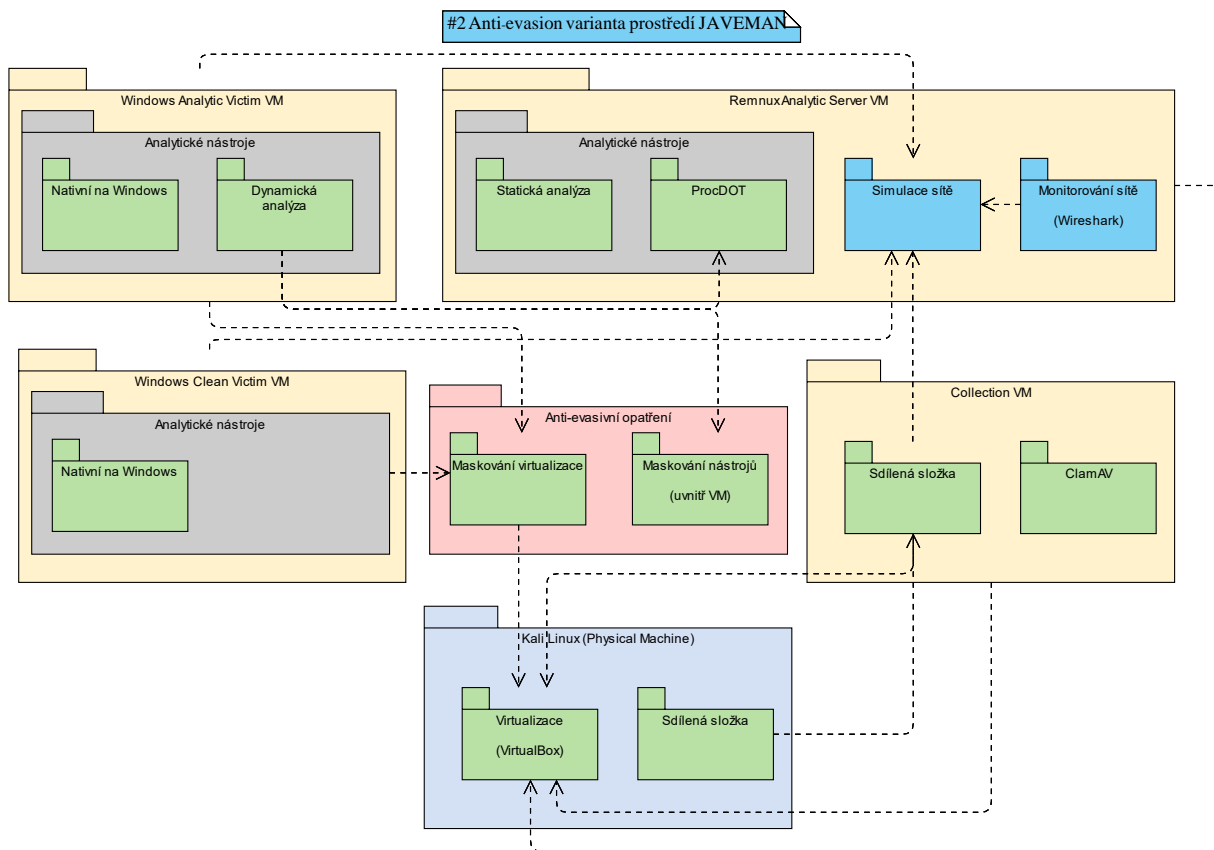 #2 Anti-evasion varianta prostředí JAVEMAN
Windows Analytic Victim VM
Analytické nástroje
Nativní na Windows
Dynamická
analýza
RemnuxAnalytic Server VM
Analytické nástroje
Statická analýza
ProcDOT
Simulace sítě
Monitorování sítě
(Wireshark)
Windows Clean Victim VM
Analytické nástroje
Nativní na Windows
Anti-evasivní opatření
Maskování virtualizace
Maskování nástrojů
(uvnitř VM)
Collection VM
Sdílená složka
ClamAV
Kali Linux (Physical Machine)
Virtualizace
(VirtualBox)
Sdílená složka